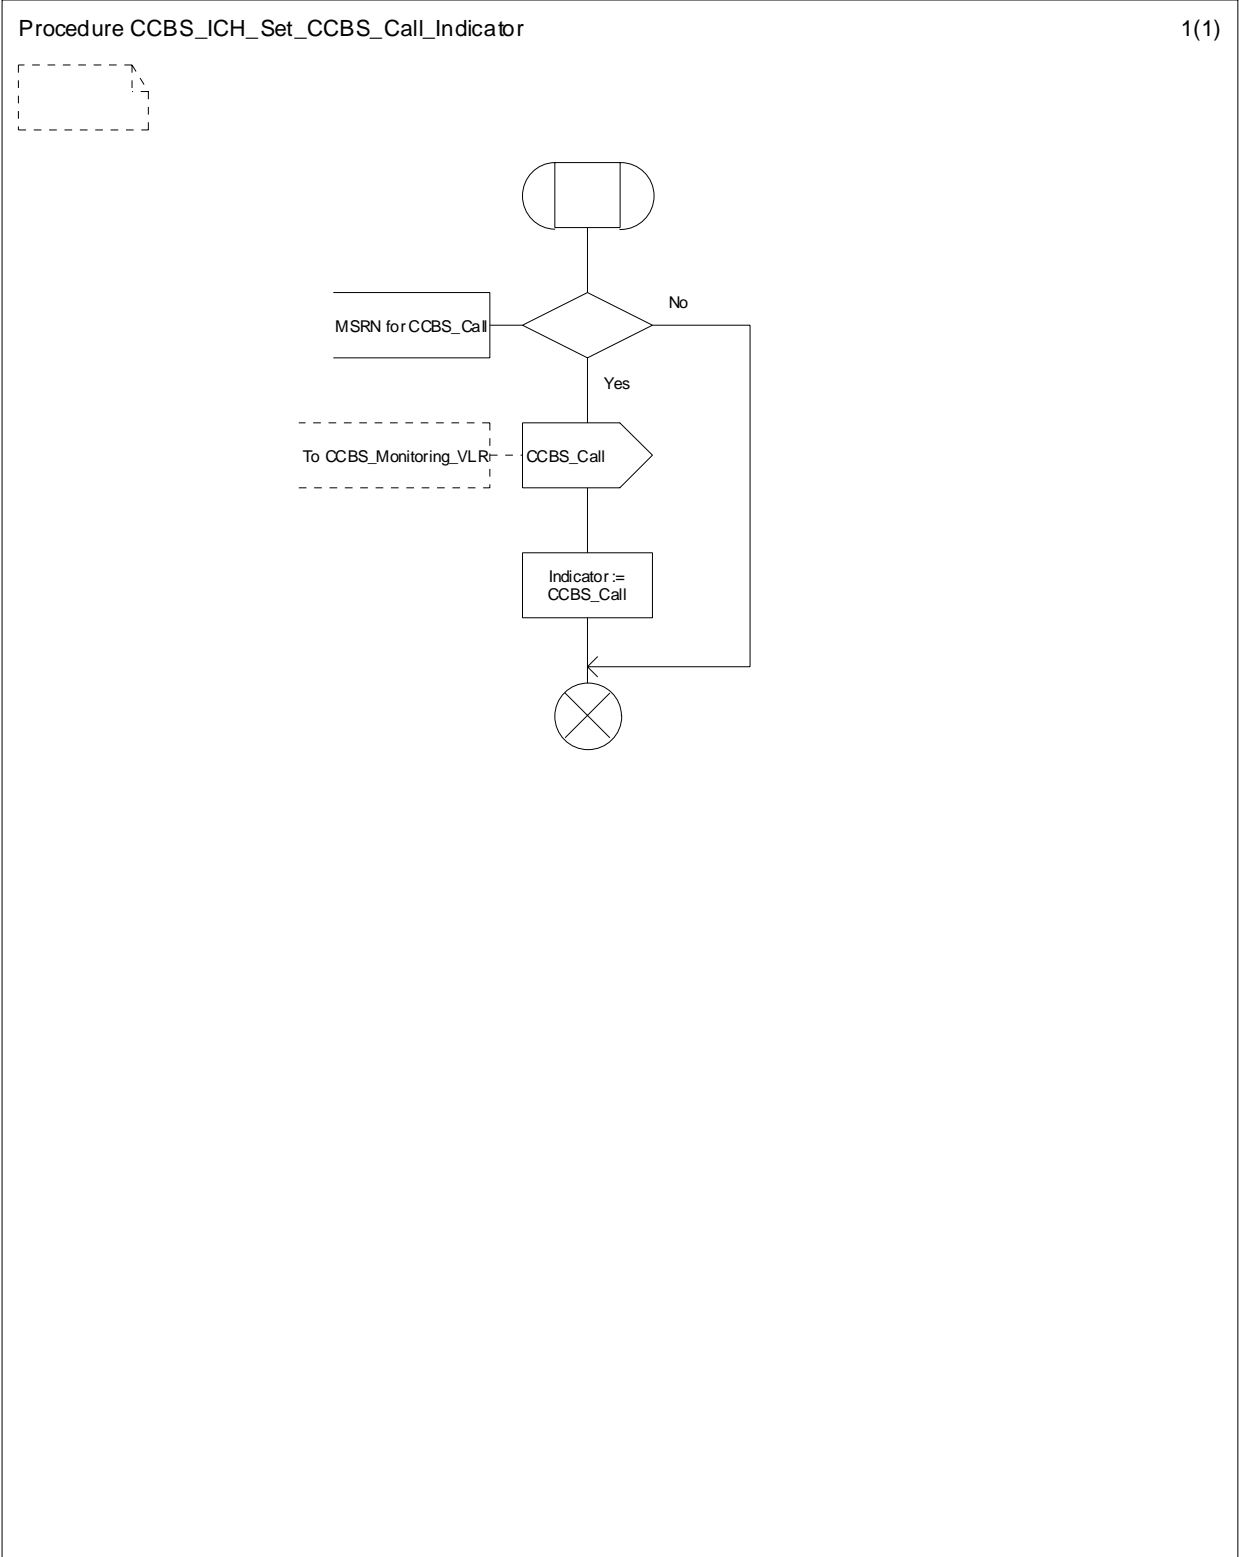 Procedure CCBS_ICH_Set_CCBS_Call_Indicator
1(1)
No
MSRN for CCBS_Call
Yes
To CCBS_Monitoring_VLR
CCBS_Call
Indicator :=
CCBS_Call